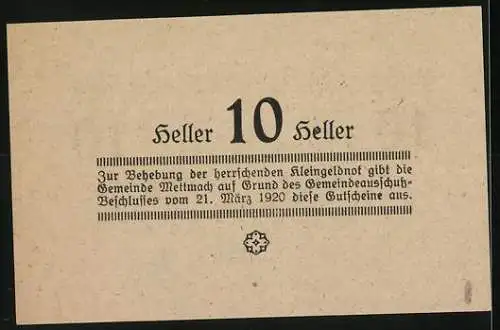 Heller 10 Heller
Zur Behebung der herrschenden Kleingeldnot gibt die
Gemeinde Mettmach auf Grund des Gemeindeausschuß-
Beschlusses vom 21. März 1920 diese Gutscheine aus.